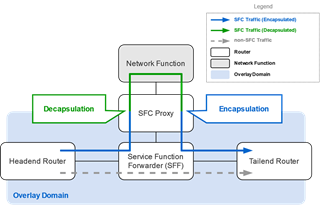 Legend
SFC Traffic (Encapsulated)
SFC Traffic (Decapsulated)
non-SFC Traffic
Router
Network Function
Overlay Domain
Network Function
Decapsulation
SFC Proxy
Encapsulation
Headend Router
Service Function
Forwarder (SFF)
Tailend Router
Overlay Domain